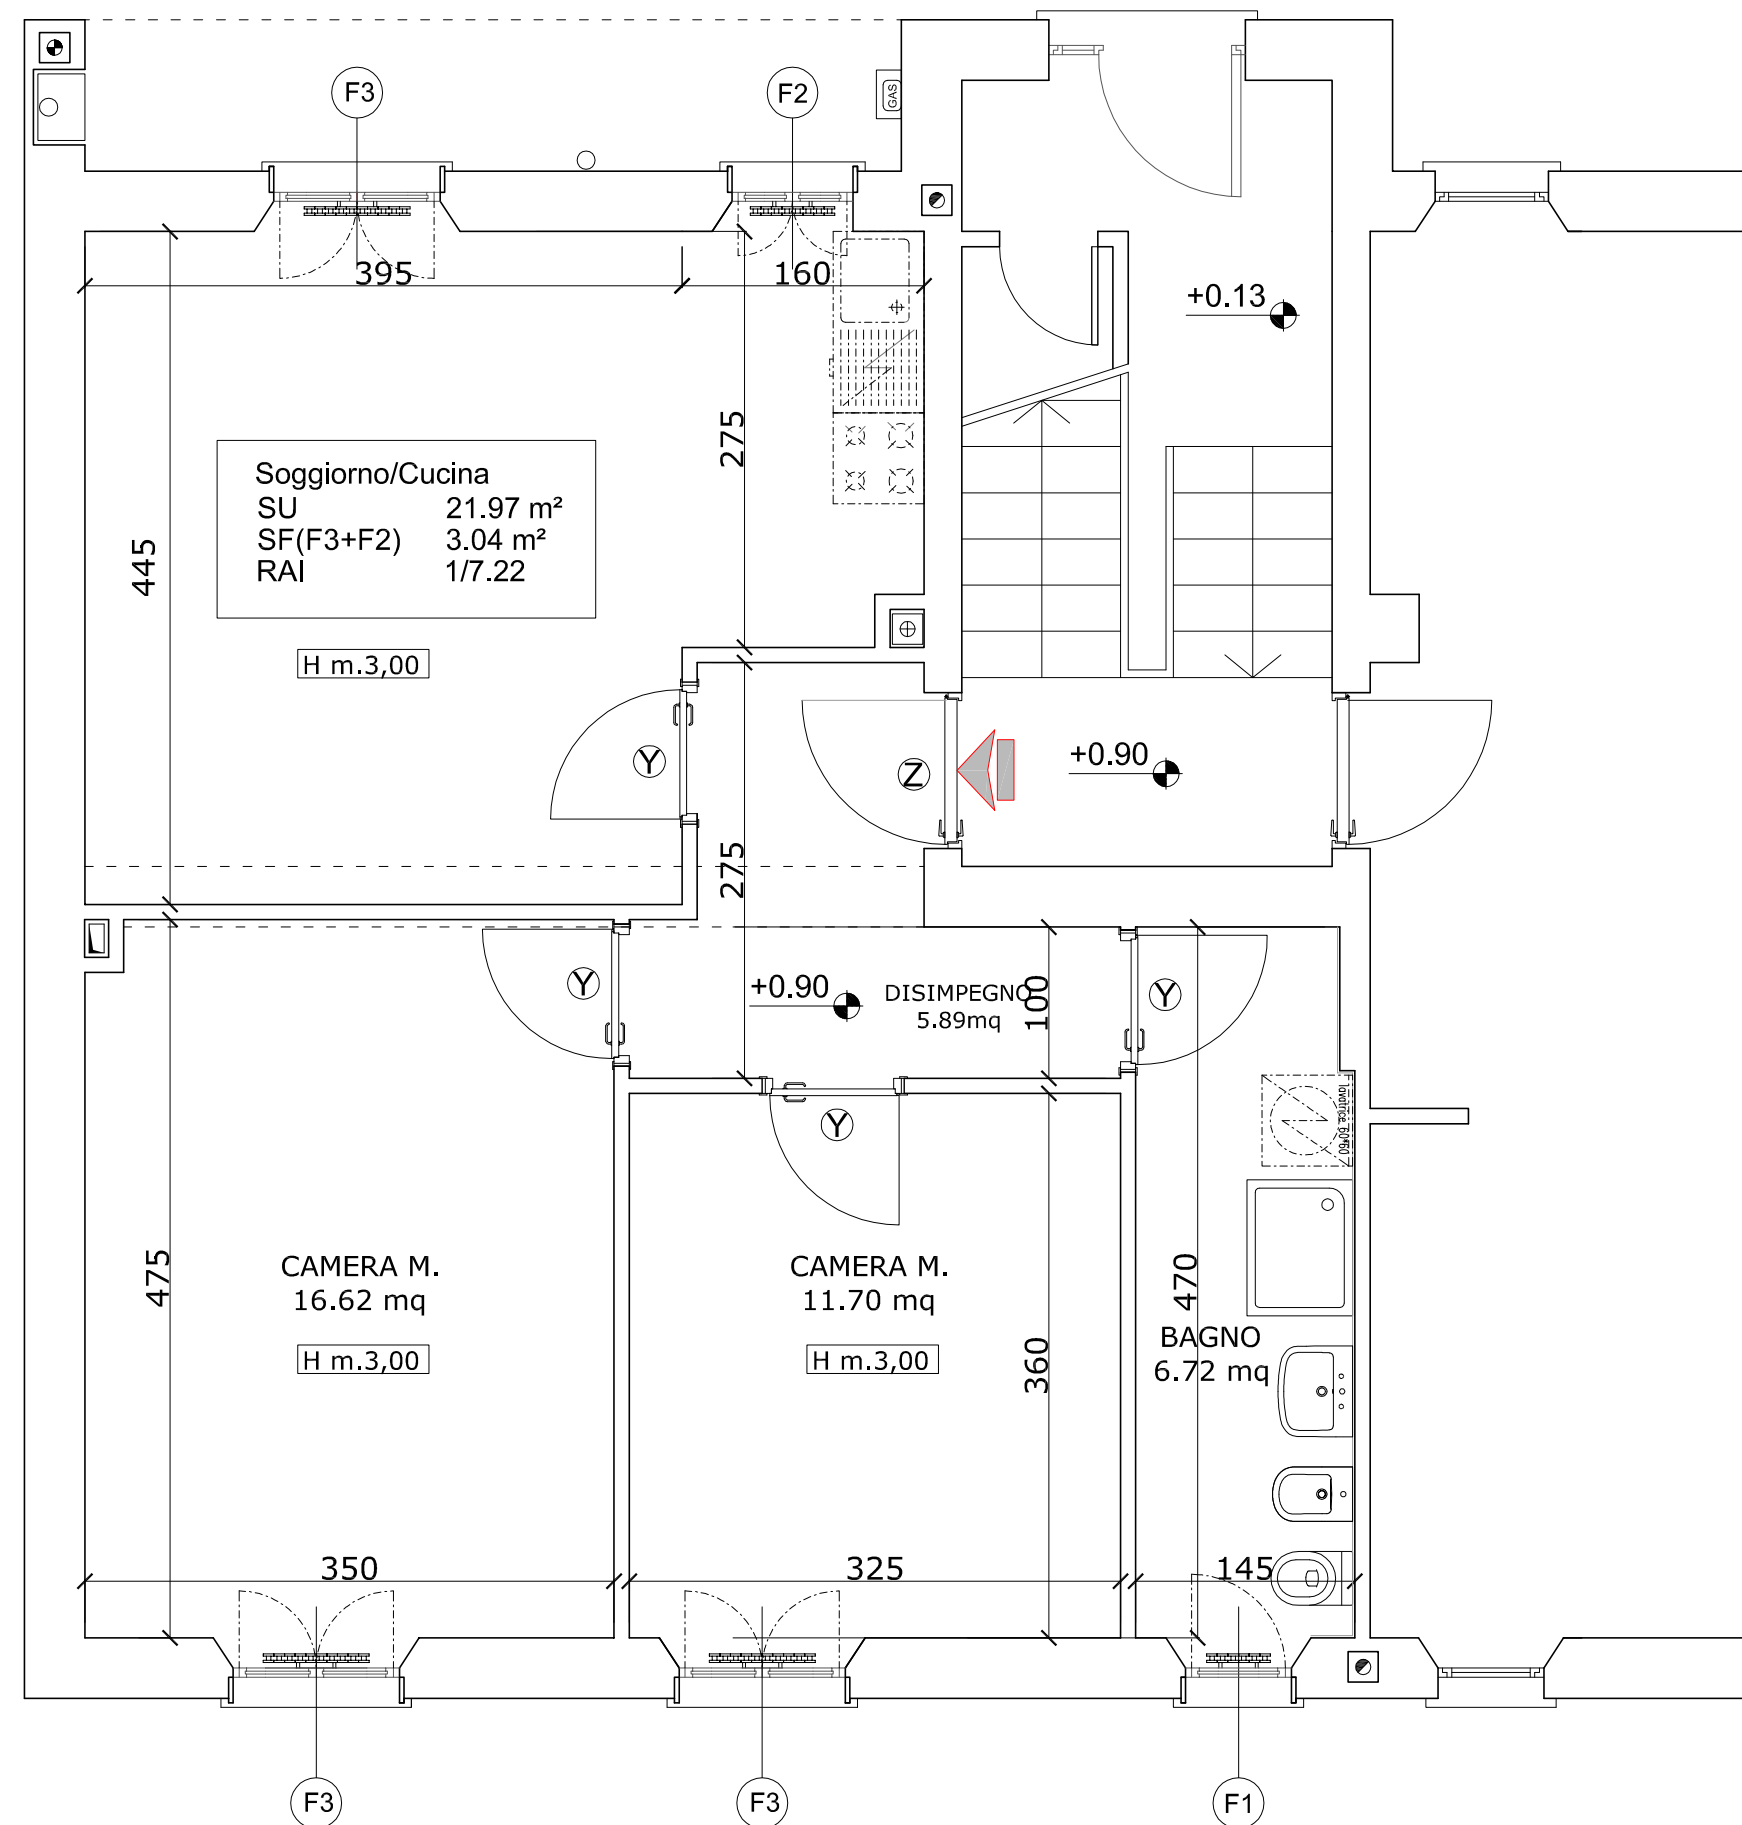 F3
F2
GAS
395
160
+0.13
275
Soggiorno/Cucina
SU 21.97 m²
SF(F3+F2) 3.04 m²
RAI 1/7.22
445
H m.3,00
Y
Z
+0.90
275
Y
+0.90
DISIMPEGNO
5.89mq
100
Y
lavatrice 60*60
Y
475
CAMERA M.
16.62 mq
H m.3,00
CAMERA M.
11.70 mq
H m.3,00
360
470
BAGNO
6.72 mq
350
325
145
F3
F3
F1